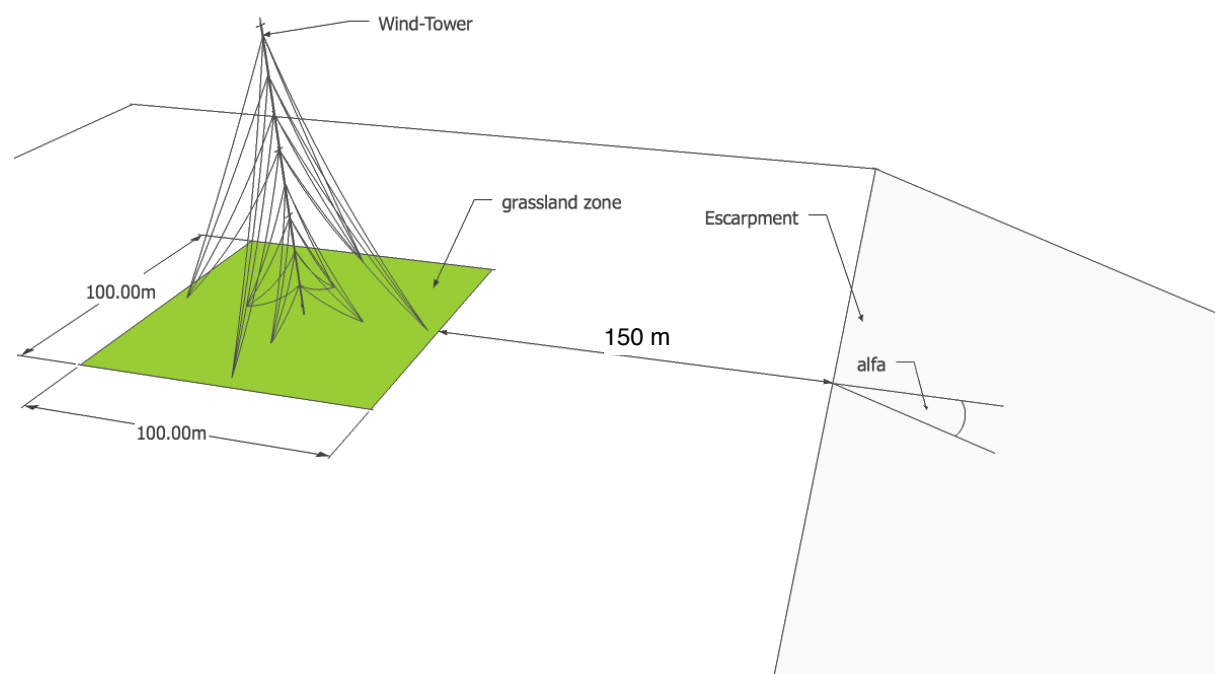 Wind-Tower
grassland zone
Escarpment
100.00m
150 m
alfa
100.00m